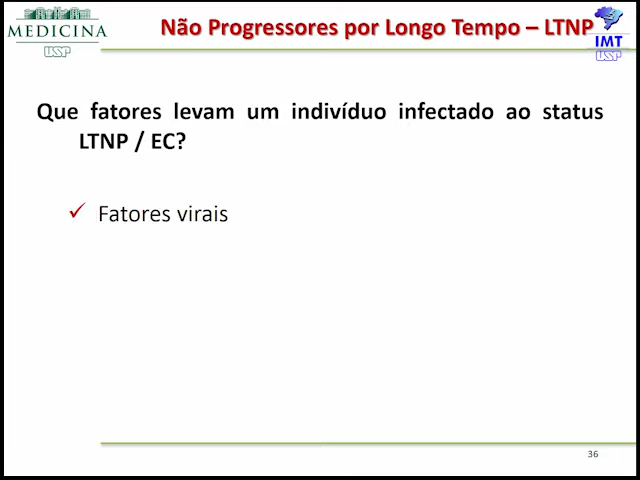 MEDICINA
USP
Não Progressores por Longo Tempo – LTNP
IMT
USP
Que fatores levam um indivíduo infectado ao status
LTNP / EC?
✓ Fatores virais
36